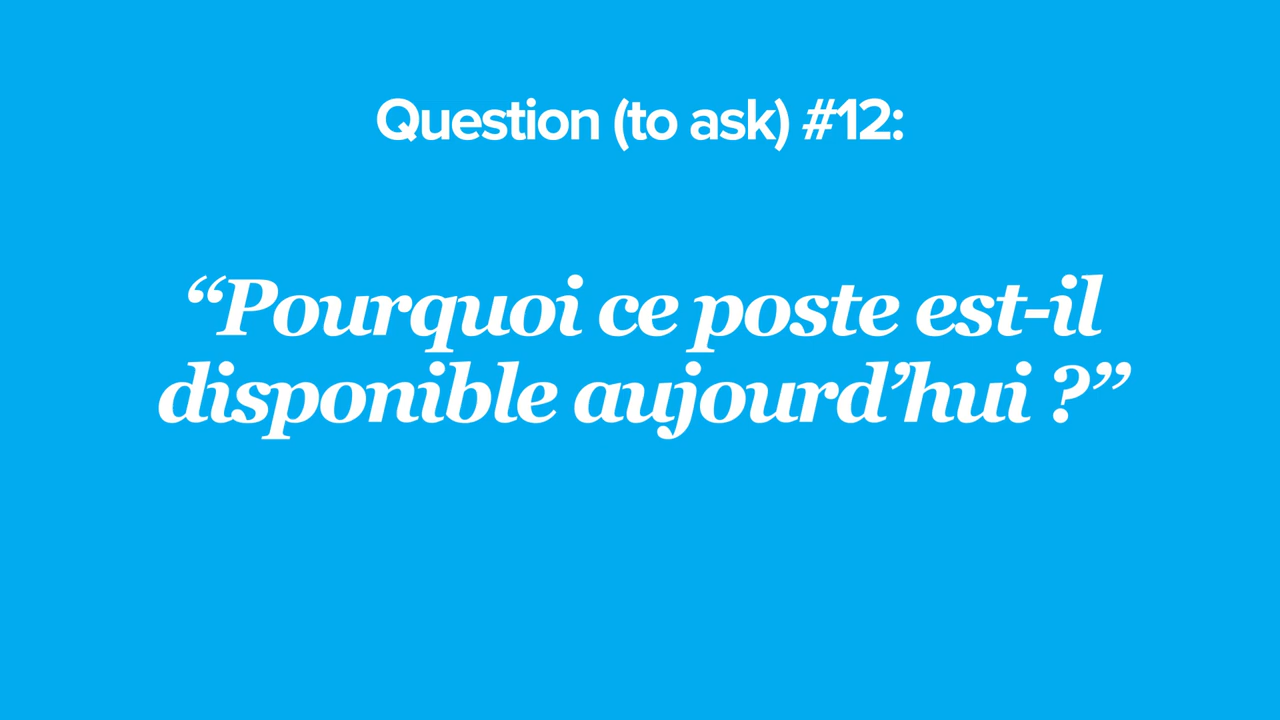 Question (to ask) #12:
“Pourquoi ce poste est-il
disponible aujourd’hui ?”